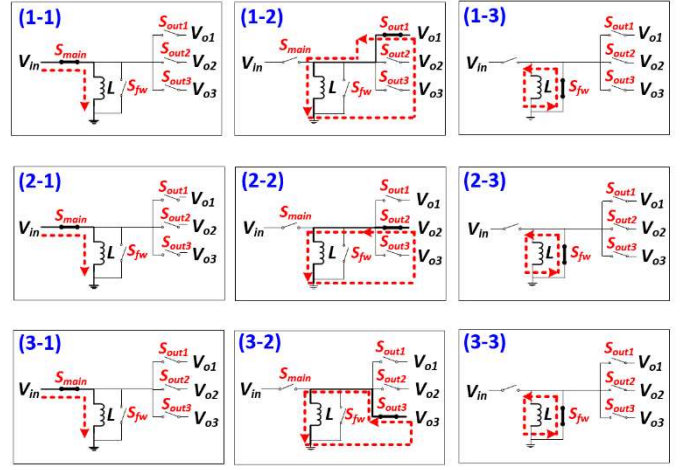 (1-1)
S_out1 V_o1
S_main
V_in S_out2 V_o2
L S_fw S_out3 V_o3
(1-2)
S_out1 V_o1
S_main S_out2 V_o2
V_in
L S_fw S_out3 V_o3
(1-3)
S_out1 V_o1
V_in S_out2 V_o2
L S_fw S_out3 V_o3
(2-1)
S_out1 V_o1
S_main
V_in S_out2 V_o2
L S_fw S_out3 V_o3
(2-2)
S_out1 V_o1
S_main S_out2 V_o2
V_in
L S_fw S_out3 V_o3
(2-3)
S_out1 V_o1
V_in S_out2 V_o2
L S_fw S_out3 V_o3
(3-1)
S_out1 V_o1
S_main
V_in S_out2 V_o2
L S_fw S_out3 V_o3
(3-2)
S_out1 V_o1
S_main S_out2 V_o2
V_in
L S_fw S_out3 V_o3
(3-3)
S_out1 V_o1
V_in S_out2 V_o2
L S_fw S_out3 V_o3